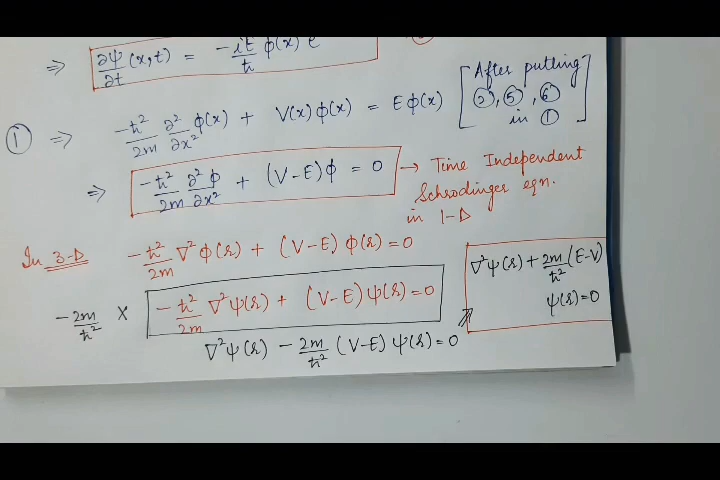 ⇒ ∂ψ/∂t (x,t) = -iE/ħ ϕ(x) e
① ⇒ -ħ²/2m ∂²/∂x² ϕ(x) + V(x)ϕ(x) = Eϕ(x) [After putting
②, ⑤, ⑥
in ①]
⇒ -ħ²/2m ∂²ϕ/∂x² + (V-E)ϕ = 0 → Time Independent
Schrodinger eqn.
in 1-D
In 3-D -ħ²/2m ∇²ϕ(r) + (V-E) ϕ(r) = 0
-2m/ħ² × -ħ²/2m ∇²ψ(r) + (V-E) ψ(r) = 0
∇²ψ(r) - 2m/ħ² (V-E) ψ(r) = 0
⇒ ∇²ψ(r) + 2m/ħ² (E-V)
ψ(r) = 0